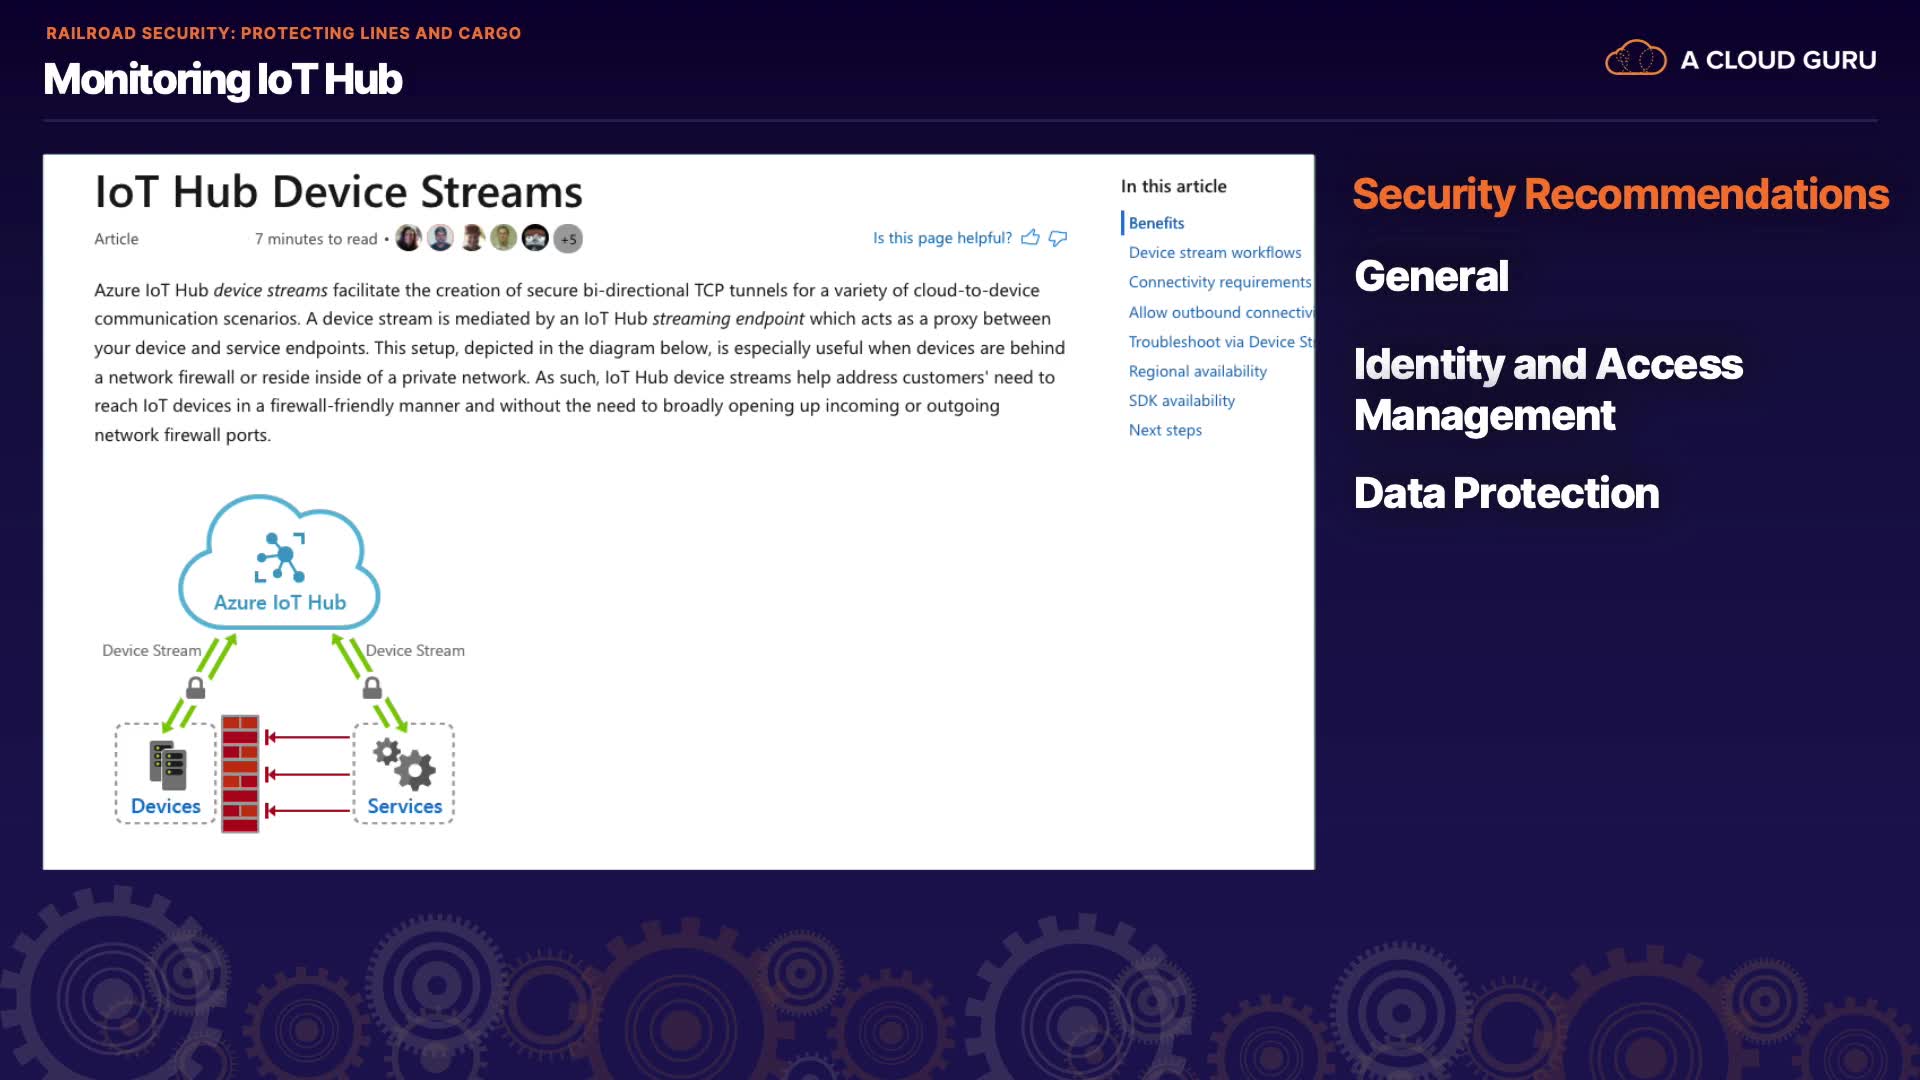 RAILROAD SECURITY: PROTECTING LINES AND CARGO
Monitoring IoT Hub
A CLOUD GURU
IoT Hub Device Streams
Article
7 minutes to read •
+5
Is this page helpful?
Azure IoT Hub device streams facilitate the creation of secure bi-directional TCP tunnels for a variety of cloud-to-device
communication scenarios. A device stream is mediated by an IoT Hub streaming endpoint which acts as a proxy between
your device and service endpoints. This setup, depicted in the diagram below, is especially useful when devices are behind
a network firewall or reside inside of a private network. As such, IoT Hub device streams help address customers' need to
reach IoT devices in a firewall-friendly manner and without the need to broadly opening up incoming or outgoing
network firewall ports.
Azure IoT Hub
Device Stream
Device Stream
Devices
Services
In this article
Benefits
Device stream workflows
Connectivity requirements
Allow outbound connectivi
Troubleshoot via Device St
Regional availability
SDK availability
Next steps
Security Recommendations
General
Identity and Access
Management
Data Protection